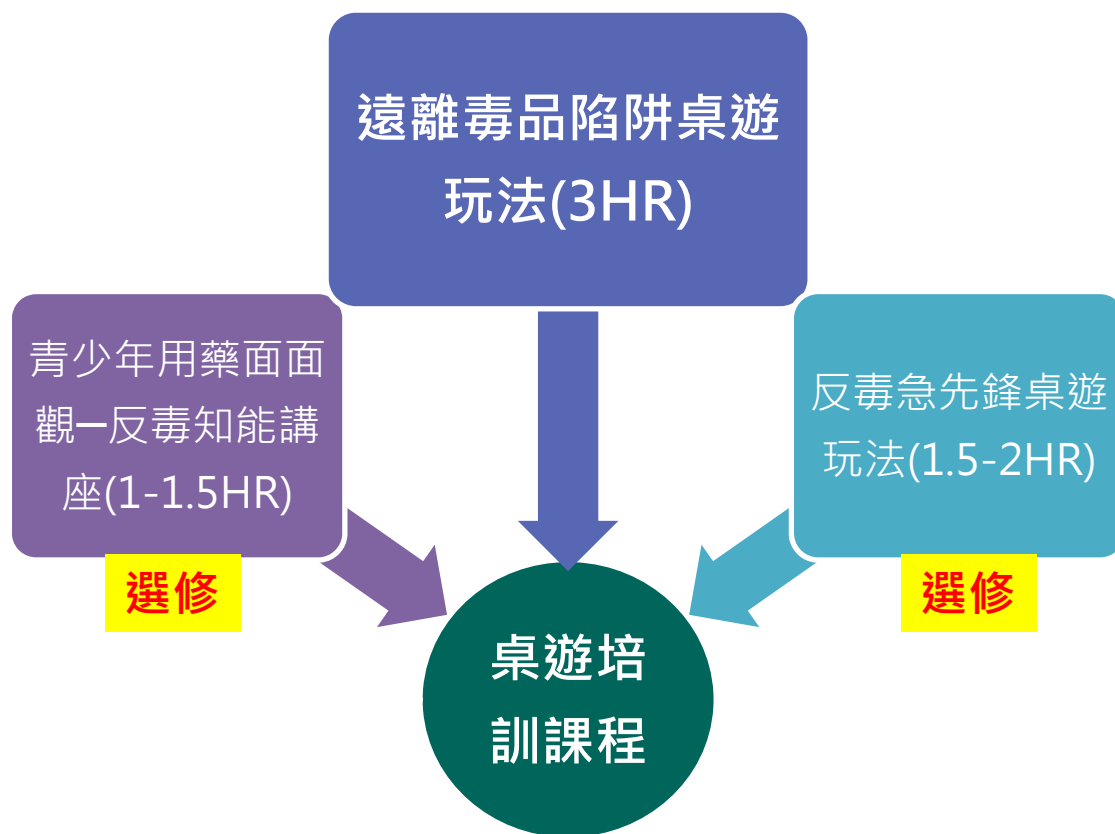 遠離毒品陷阱桌遊
玩法(3HR)
青少年用藥面面
觀─反毒知能講
座(1-1.5HR)
選修
反毒急先鋒桌遊
玩法(1.5-2HR)
選修
桌遊培
訓課程